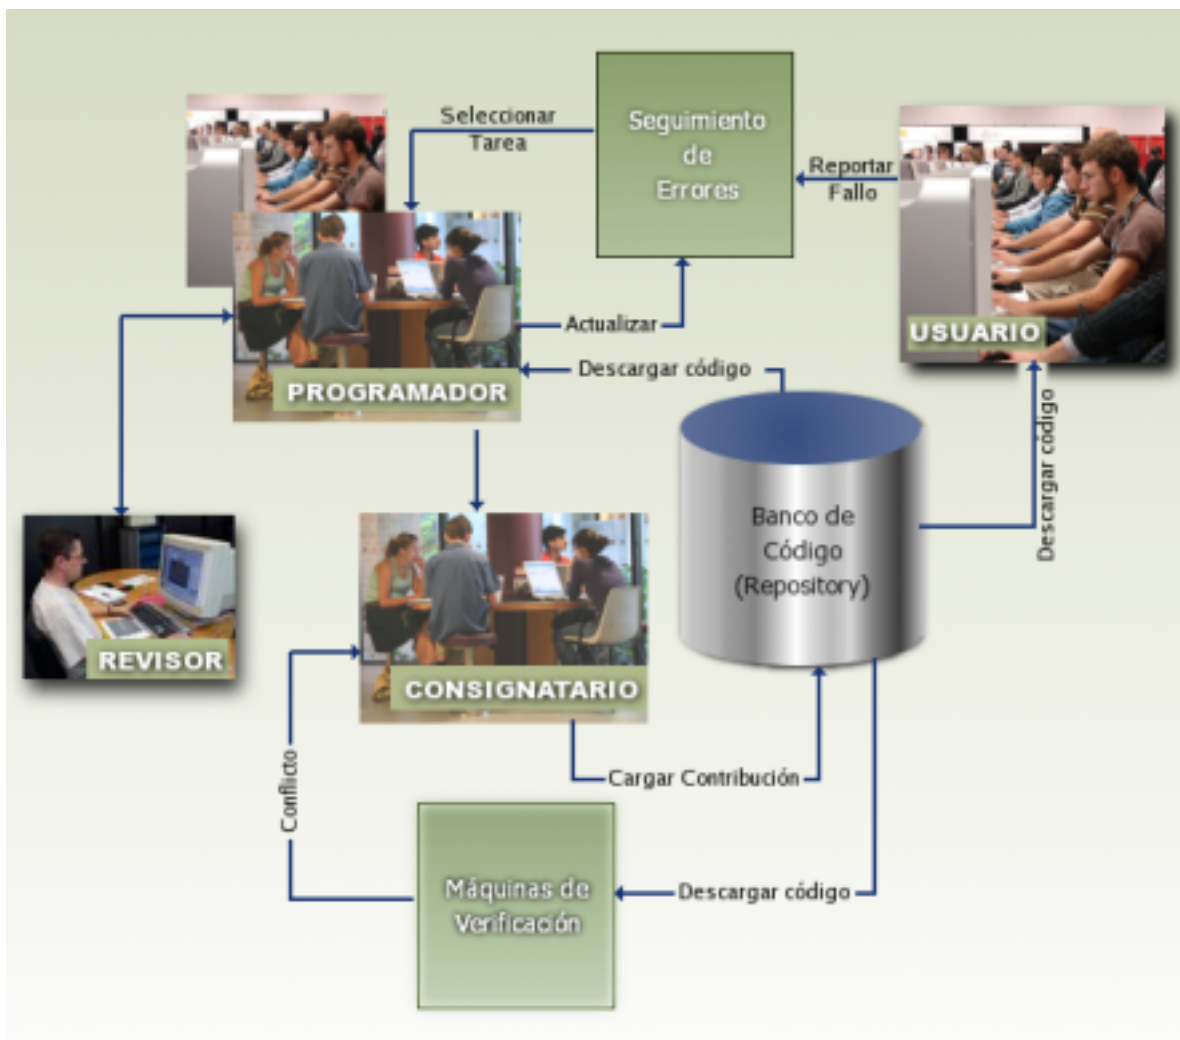 Seleccionar
Tarea
Seguimiento
de
Errores
Reportar
Fallo
USUARIO
Actualizar
Descargar código
PROGRAMADOR
Descargar código
Banco de
Código
(Repository)
REVISOR
CONSIGNATARIO
Conflicto
Cargar Contribución
Máquinas de
Verificación
Descargar código